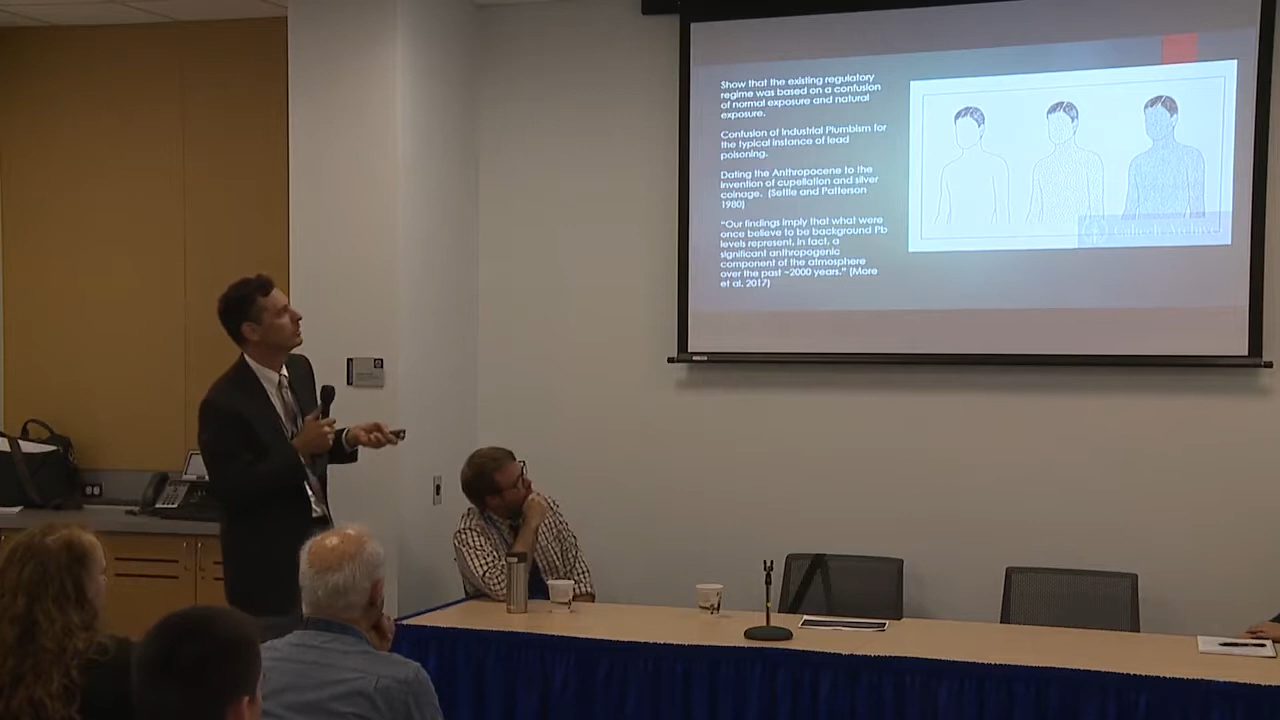 Show that the existing regulatory
regime was based on a confusion
of normal exposure and natural
exposure.
Confusion of Industrial Plumbism for
the typical instance of lead
poisoning.
Dating the Anthropocene to the
invention of cupellation and silver
coinage. (Settle and Patterson
1980)
"Our findings imply that what were
once believe to be background Pb
levels represent, in fact, a
significant anthropogenic
component of the atmosphere
over the past ~2000 years." (More
et al. 2017)
Caltech Archives